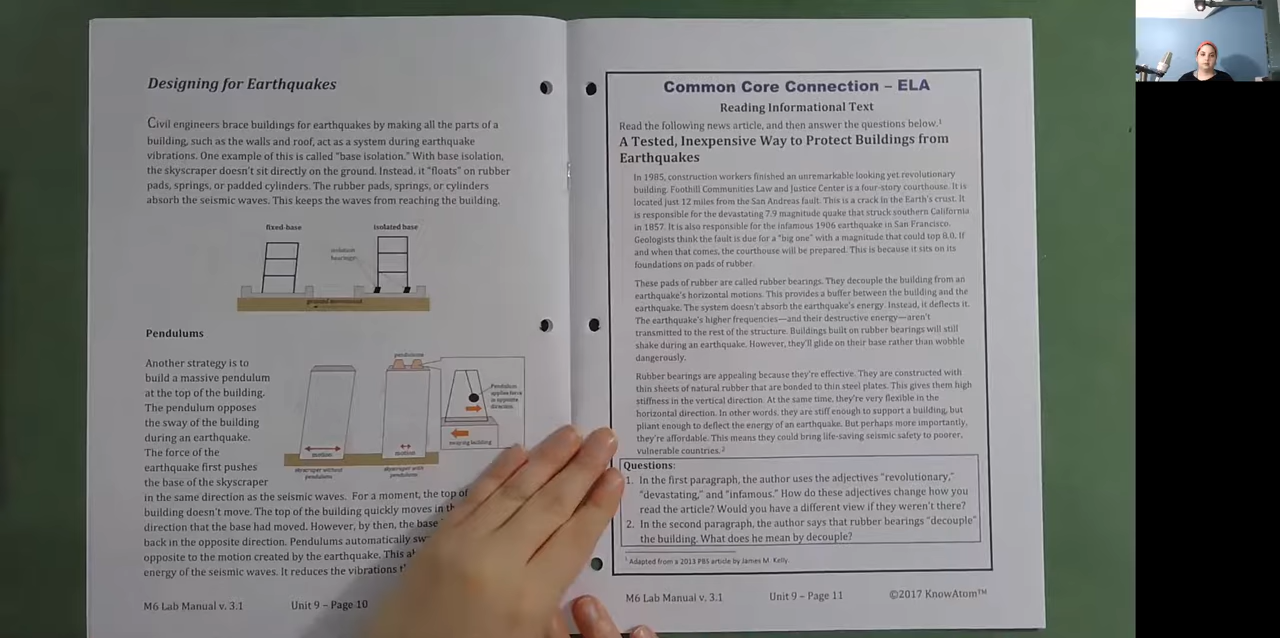 Designing for Earthquakes
Civil engineers brace buildings for earthquakes by making all the parts of a
building, such as the walls and roof, act as a system during earthquake
vibrations. One example of this is called "base isolation." With base isolation,
the skyscraper doesn't sit directly on the ground. Instead, it "floats" on rubber
pads, springs, or padded cylinders. The rubber pads, springs, or cylinders
absorb the seismic waves. This keeps the waves from reaching the building.
fixed-base
isolated base
isolation
bearings
ground movement
Pendulums
Another strategy is to
build a massive pendulum
at the top of the building.
The pendulum opposes
the sway of the building
during an earthquake.
The force of the
earthquake first pushes
the base of the skyscraper
in the same direction as the seismic waves. For a moment, the top of
building doesn't move. The top of the building quickly moves in
direction that the base had moved. However, by then, the base
back in the opposite direction. Pendulums automatically
opposite to the motion created by the earthquake. This
energy of the seismic waves. It reduces the vibrations
pendulums
Pendulum
applies force
in opposite
direction
motion
motion
swaying building
skyscraper without
pendulums
skyscraper with
pendulums
M6 Lab Manual v. 3.1
Unit 9 – Page 10
Common Core Connection – ELA
Reading Informational Text
Read the following news article, and then answer the questions below.1
A Tested, Inexpensive Way to Protect Buildings from
Earthquakes
In 1985, construction workers finished an unremarkable looking yet revolutionary
building. Foothill Communities Law and Justice Center is a four-story courthouse. It is
located just 12 miles from the San Andreas fault. This is a crack in the Earth's crust. It
is responsible for the devastating 7.9 magnitude quake that struck southern California
in 1857. It is also responsible for the infamous 1906 earthquake in San Francisco.
Geologists think the fault is due for a "big one" with a magnitude that could top 8.0. If
and when that comes, the courthouse will be prepared. This is because it sits on its
foundations on pads of rubber.
These pads of rubber are called rubber bearings. They decouple the building from an
earthquake's horizontal motions. This provides a buffer between the building and the
earthquake. The system doesn't absorb the earthquake's energy. Instead, it deflects it.
The earthquake's higher frequencies—and their destructive energy—aren't
transmitted to the rest of the structure. Buildings built on rubber bearings will still
shake during an earthquake. However, they'll glide on their base rather than wobble
dangerously.
Rubber bearings are appealing because they're effective. They are constructed with
thin sheets of natural rubber that are bonded to thin steel plates. This gives them high
stiffness in the vertical direction. At the same time, they're very flexible in the
horizontal direction. In other words, they are stiff enough to support a building, but
pliant enough to deflect the energy of an earthquake. But perhaps more importantly,
they're affordable. This means they could bring life-saving seismic safety to poorer,
vulnerable countries.2
Questions:
1. In the first paragraph, the author uses the adjectives "revolutionary,"
"devastating," and "infamous." How do these adjectives change how you
read the article? Would you have a different view if they weren't there?
2. In the second paragraph, the author says that rubber bearings "decouple"
the building. What does he mean by decouple?
1 Adapted from a 2013 PBS article by James M. Kelly.
M6 Lab Manual v. 3.1
Unit 9 – Page 11
©2017 KnowAtom™